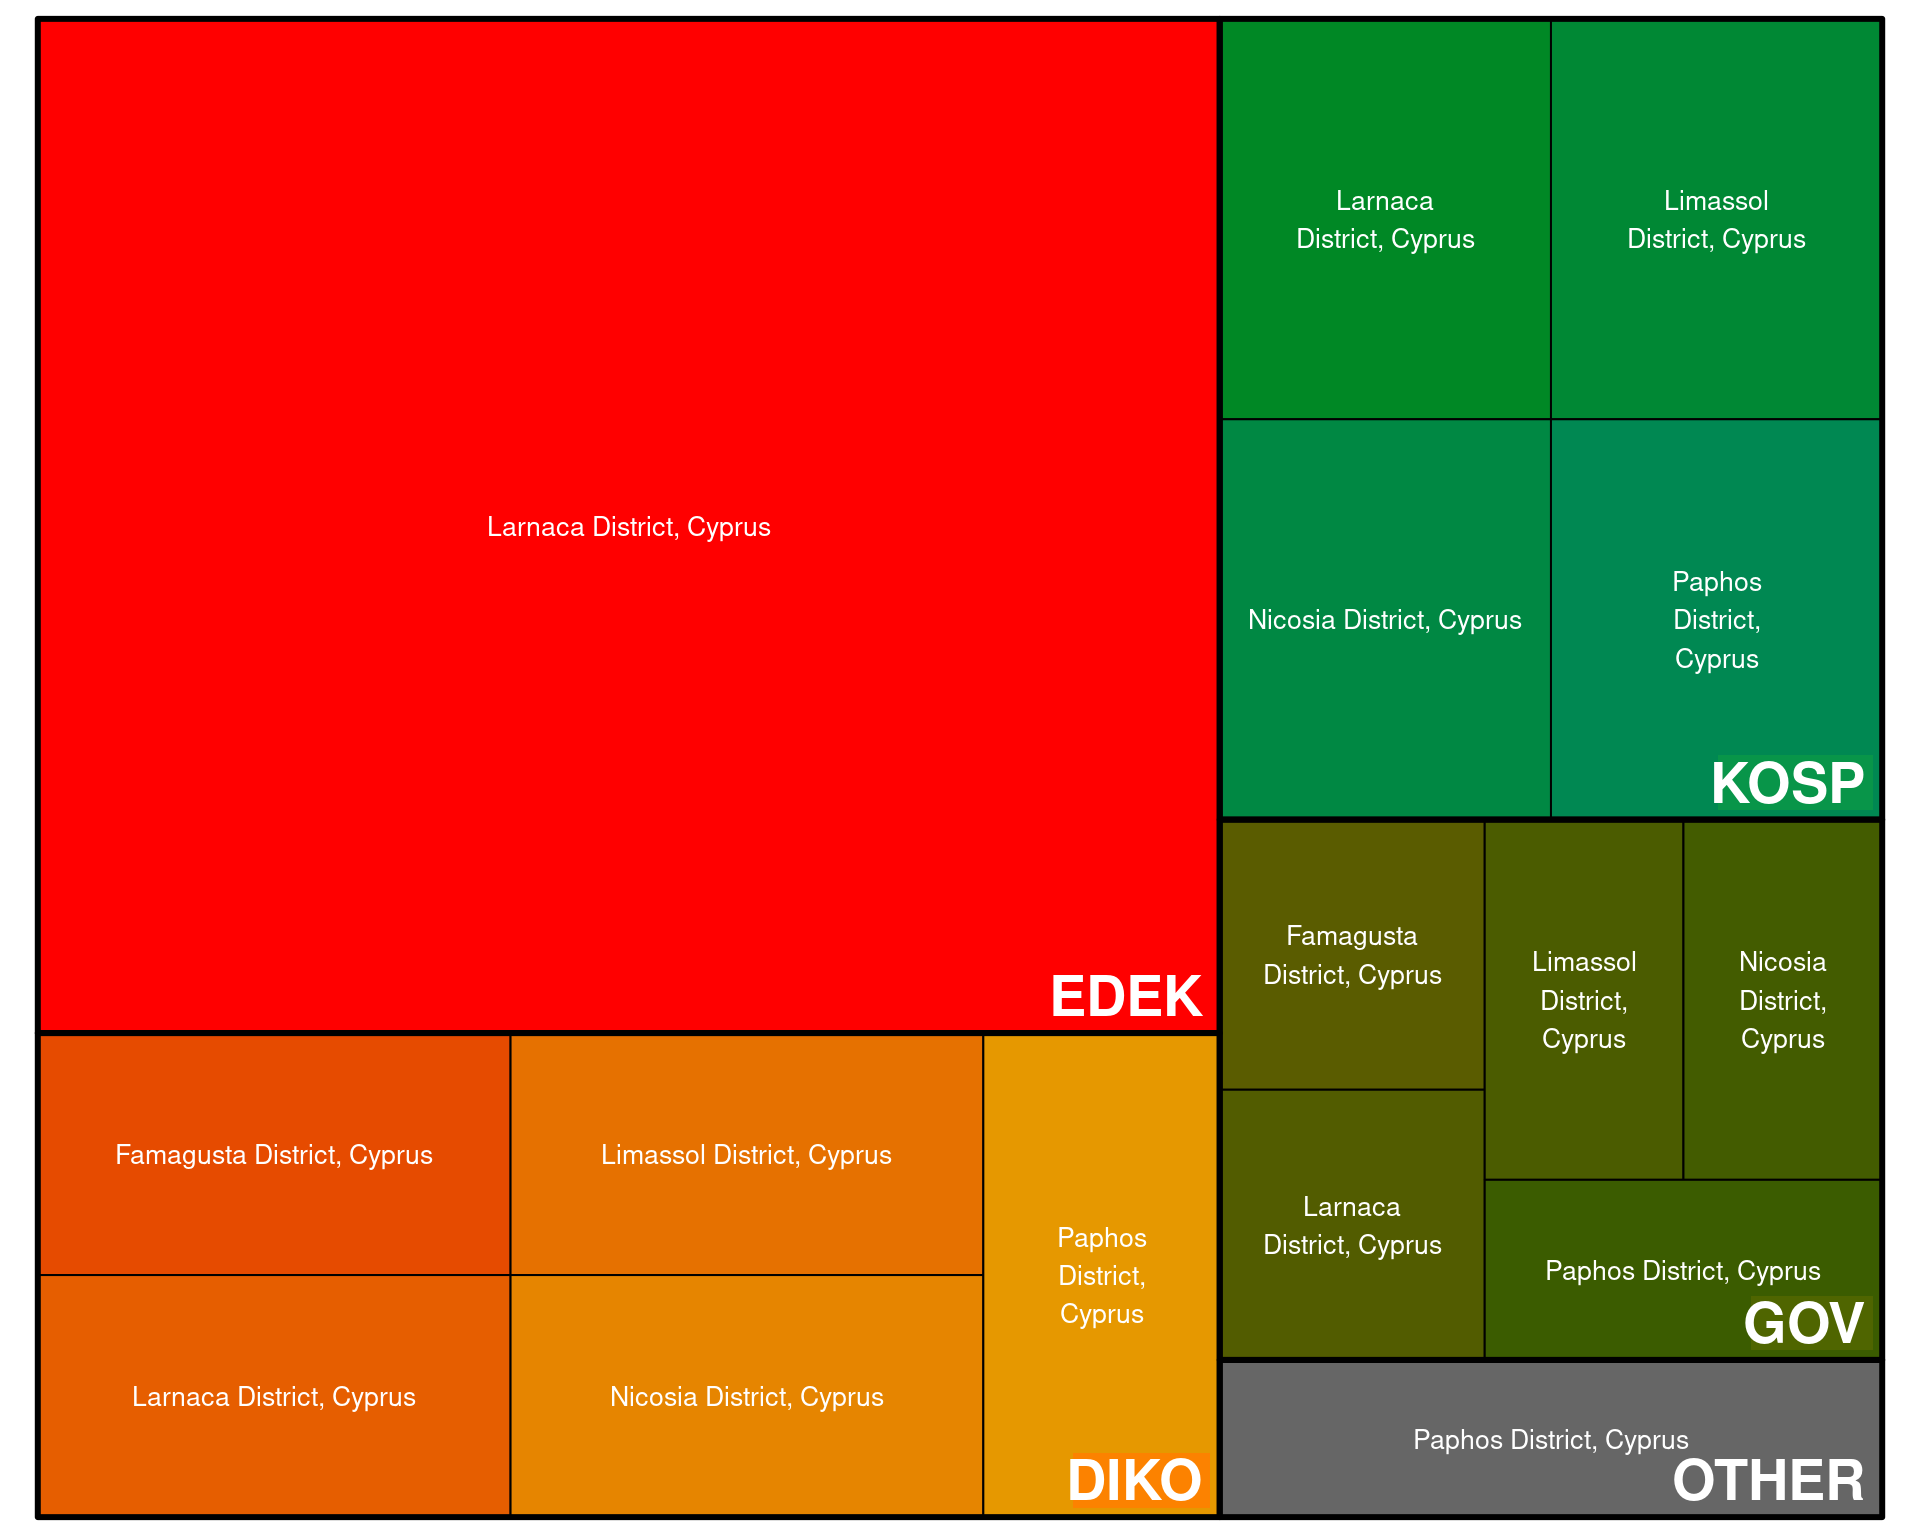 Larnaca District, Cyprus
EDEK
Famagusta District, Cyprus
Limassol District, Cyprus
Larnaca District, Cyprus
Nicosia District, Cyprus
Paphos
District,
Cyprus
DIKO
Larnaca
District, Cyprus
Limassol
District, Cyprus
Nicosia District, Cyprus
Paphos
District,
Cyprus
KOSP
Famagusta
District, Cyprus
Larnaca
District, Cyprus
Limassol
District,
Cyprus
Nicosia
District,
Cyprus
Paphos District, Cyprus
GOV
Paphos District, Cyprus
OTHER